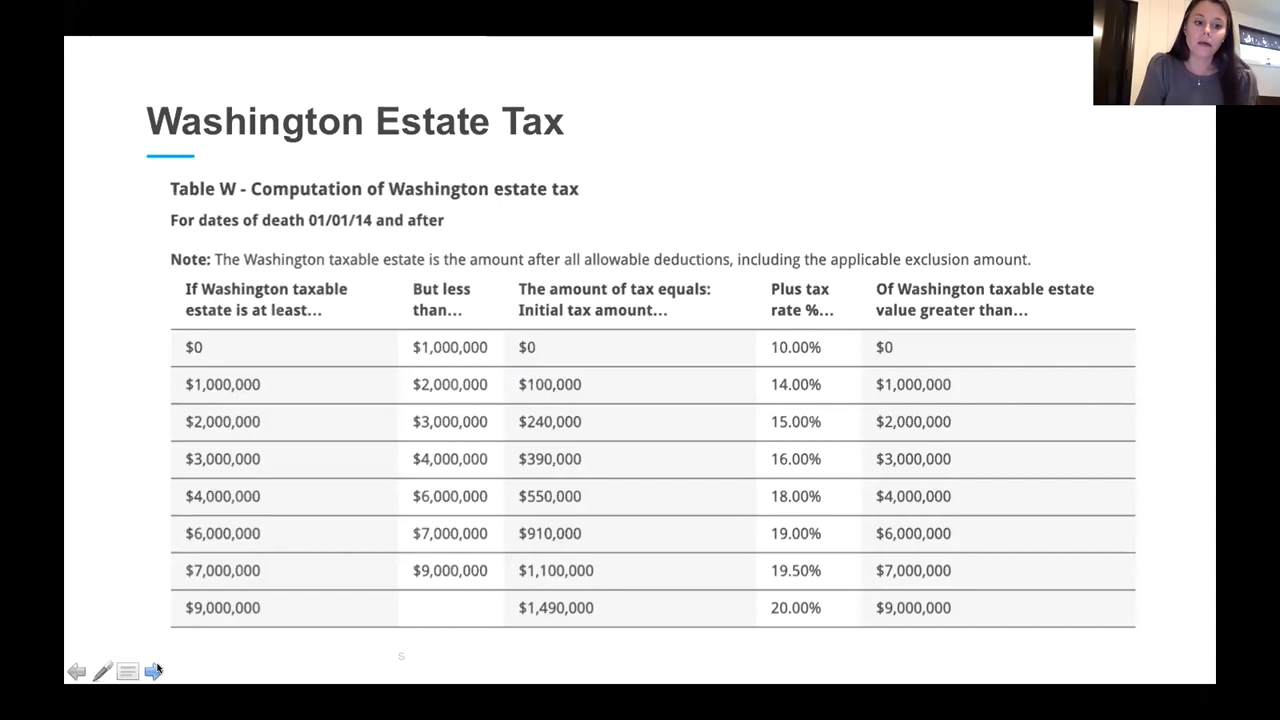 Washington Estate Tax
Table W - Computation of Washington estate tax
For dates of death 01/01/14 and after
Note: The Washington taxable estate is the amount after all allowable deductions, including the applicable exclusion amount.
If Washington taxable estate is at least... But less than... The amount of tax equals: Initial tax amount... Plus tax rate %... Of Washington taxable estate value greater than...
$0 $1,000,000 $0 10.00% $0
$1,000,000 $2,000,000 $100,000 14.00% $1,000,000
$2,000,000 $3,000,000 $240,000 15.00% $2,000,000
$3,000,000 $4,000,000 $390,000 16.00% $3,000,000
$4,000,000 $6,000,000 $550,000 18.00% $4,000,000
$6,000,000 $7,000,000 $910,000 19.00% $6,000,000
$7,000,000 $9,000,000 $1,100,000 19.50% $7,000,000
$9,000,000 $1,490,000 20.00% $9,000,000
S